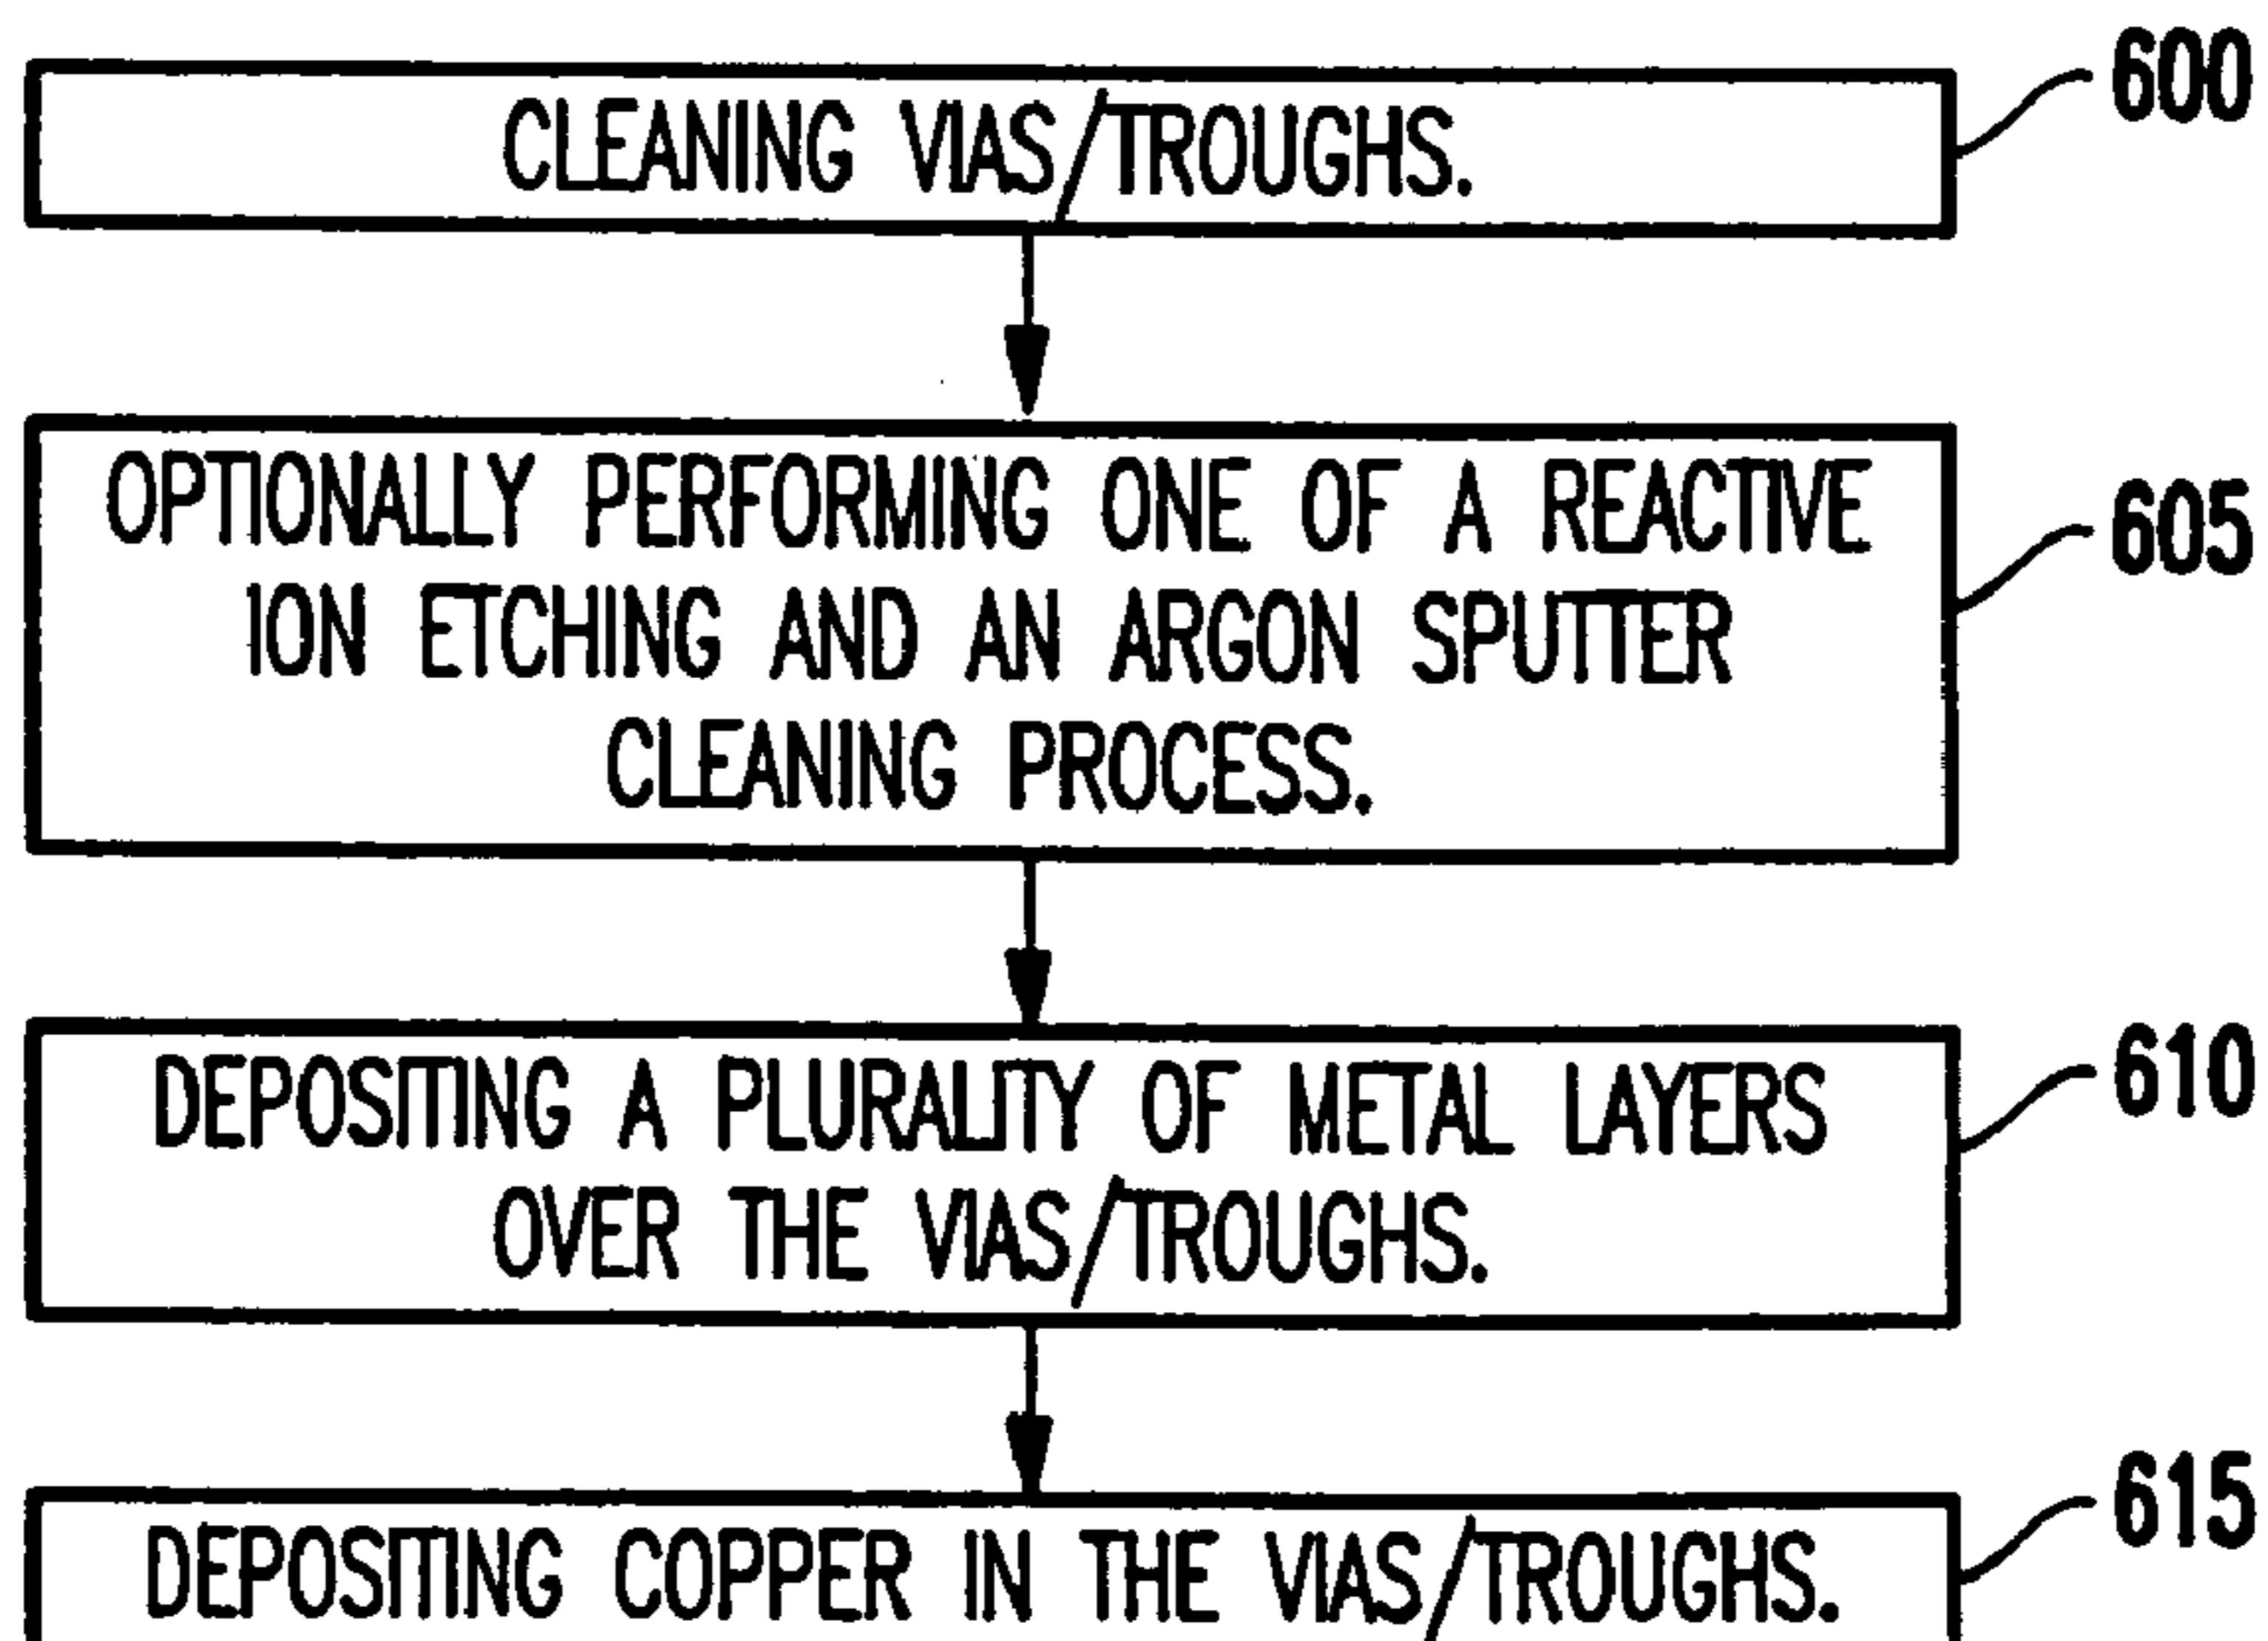 600
CLEANING VIAS/TROUGHS.
OPTIONALLY PERFORMING ONE OF A REACTIVE
605
ION ETCHING AND AN ARGON SPUTTER
CLEANING PROCESS.
610
DEPOSITING A PLURALITY OF METAL LAYERS
OVER THE VIAS/TROUGHS.
615
DEPOSITING COPPER IN THE VIAS/TROUGHS.